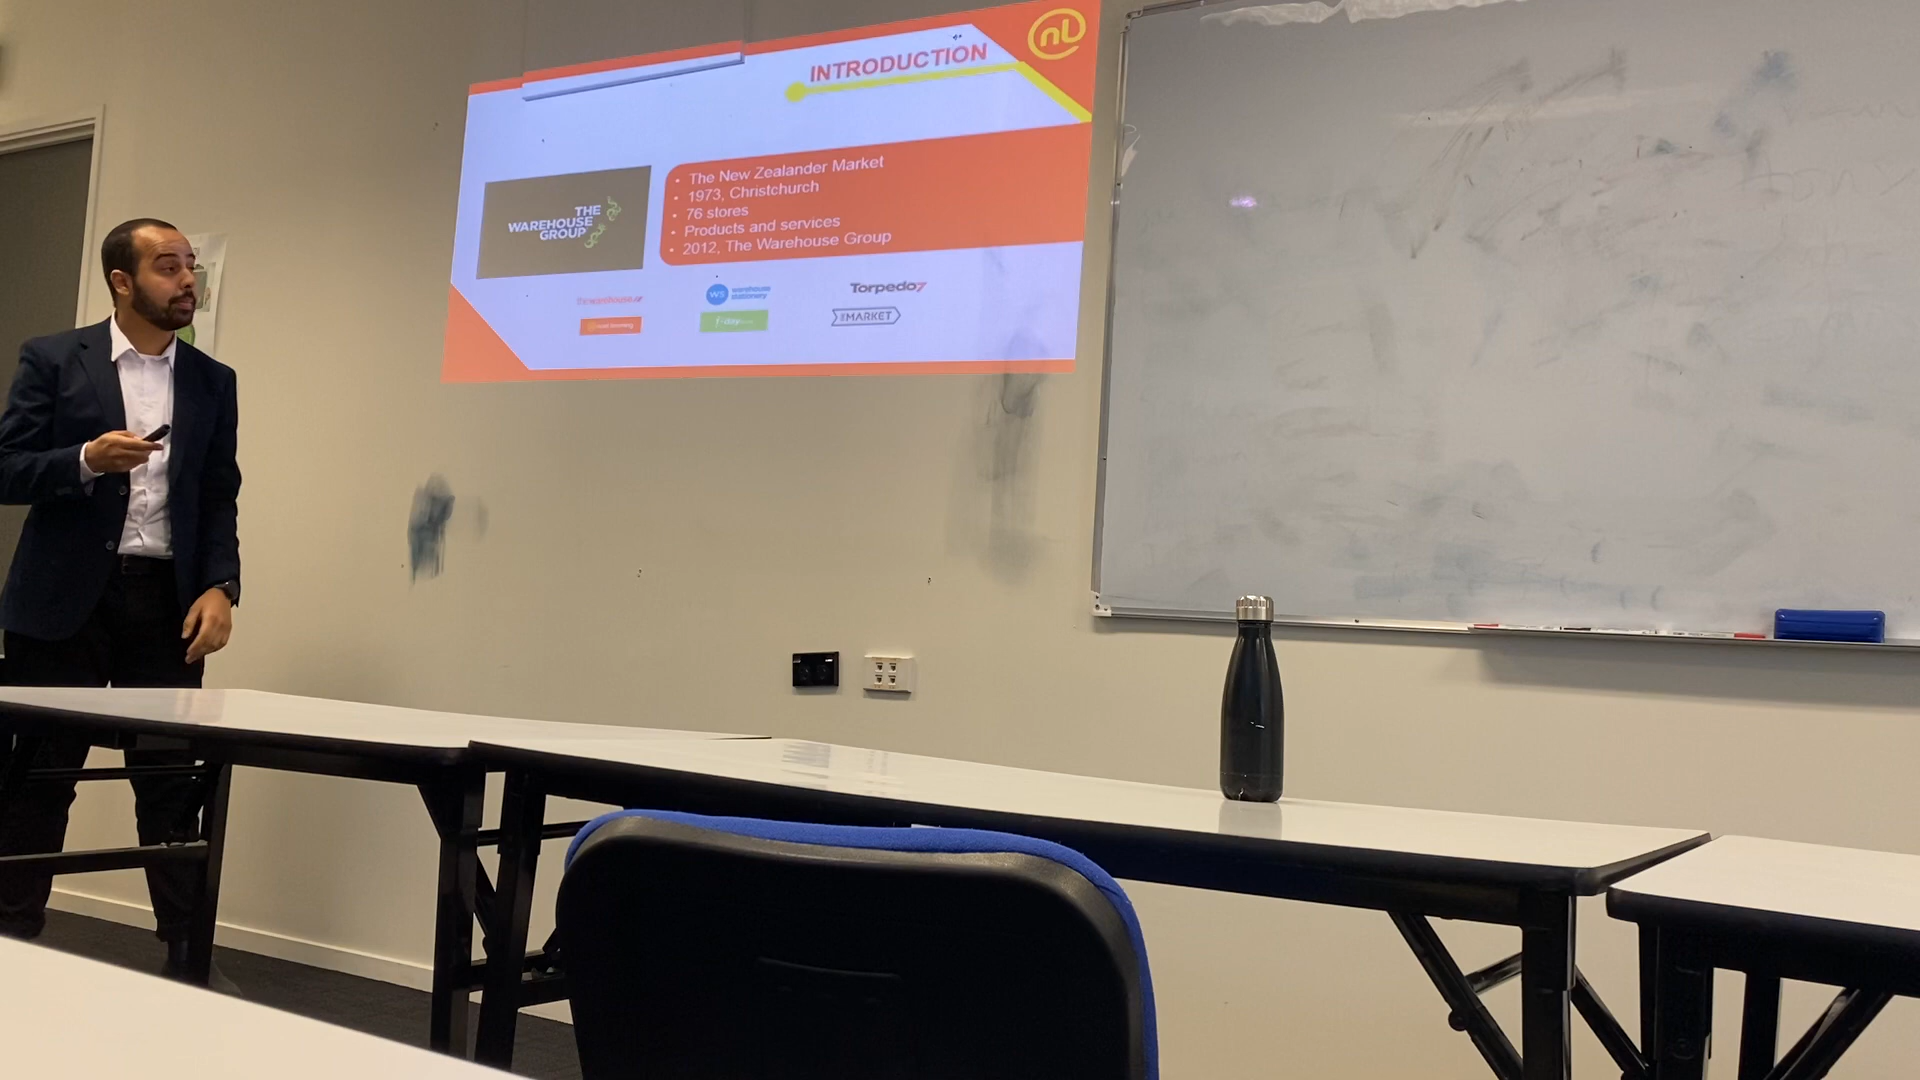 INTRODUCTION
nL
The New Zealander Market
1973, Christchurch
76 stores
Products and services
2012, The Warehouse Group
THE
WAREHOUSE
GROUP
WS warehouse
stationery
Torpedo7
MARKET